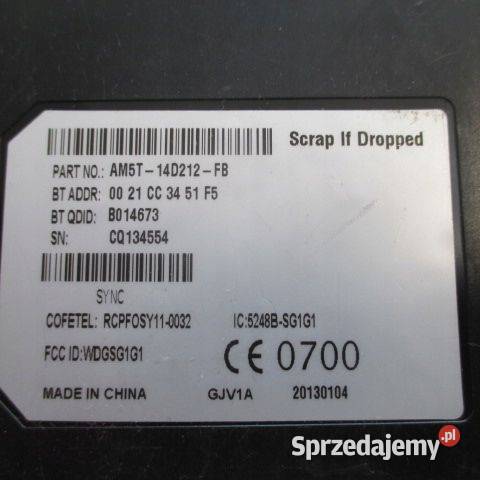 Scrap If Dropped
PART NO.: AM5T-14D212-FB
BT ADDR: 00 21 CC 34 51 F5
BT QDID: B014673
SN: CQ134554
SYNC
COFETEL: RCPFOSY11-0032 IC:5248B-SG1G1
FCC ID:WDGSG1G1 CE 0700
MADE IN CHINA GJV1A 20130104
Sprzedajemy.pl